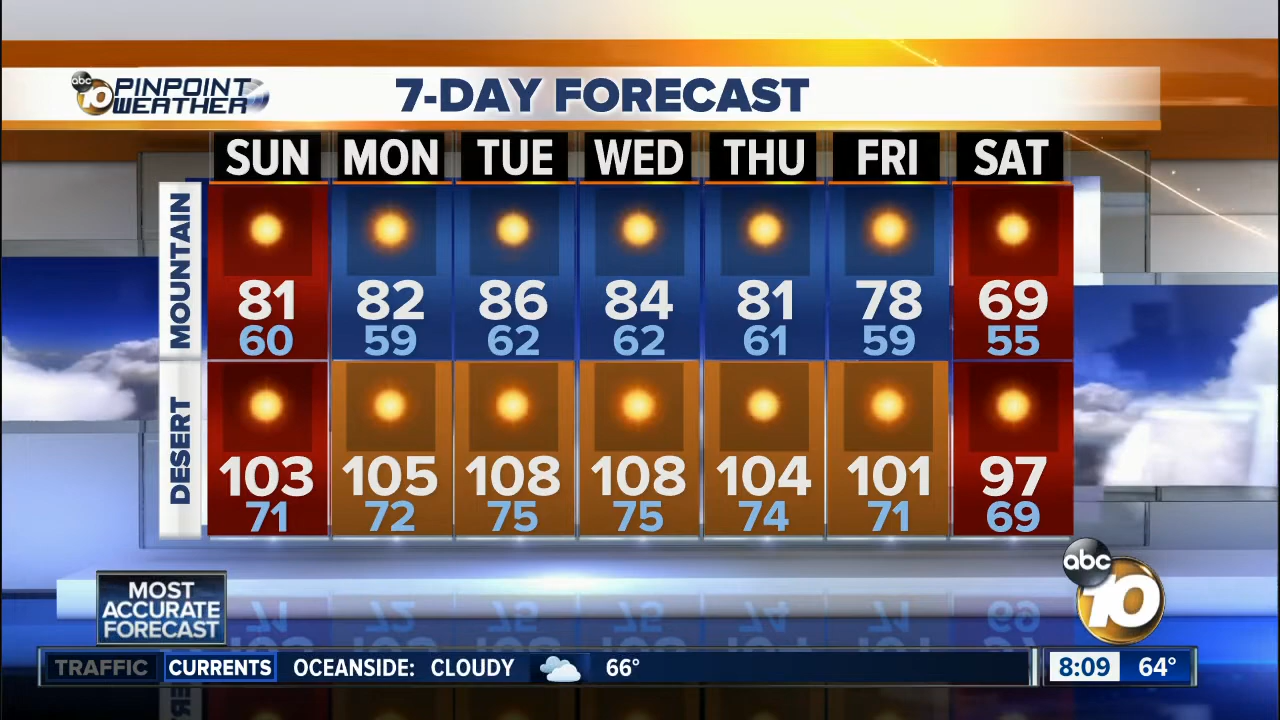 abc 10 PINPOINT WEATHER
7-DAY FORECAST
SUN MON TUE WED THU FRI SAT
MOUNTAIN
81 82 86 84 81 78 69
60 59 62 62 61 59 55
DESERT
103 105 108 108 104 101 97
71 72 75 75 74 71 69
MOST
ACCURATE
FORECAST
abc
10
TRAFFIC CURRENTS OCEANSIDE: CLOUDY 66° 8:09 64°